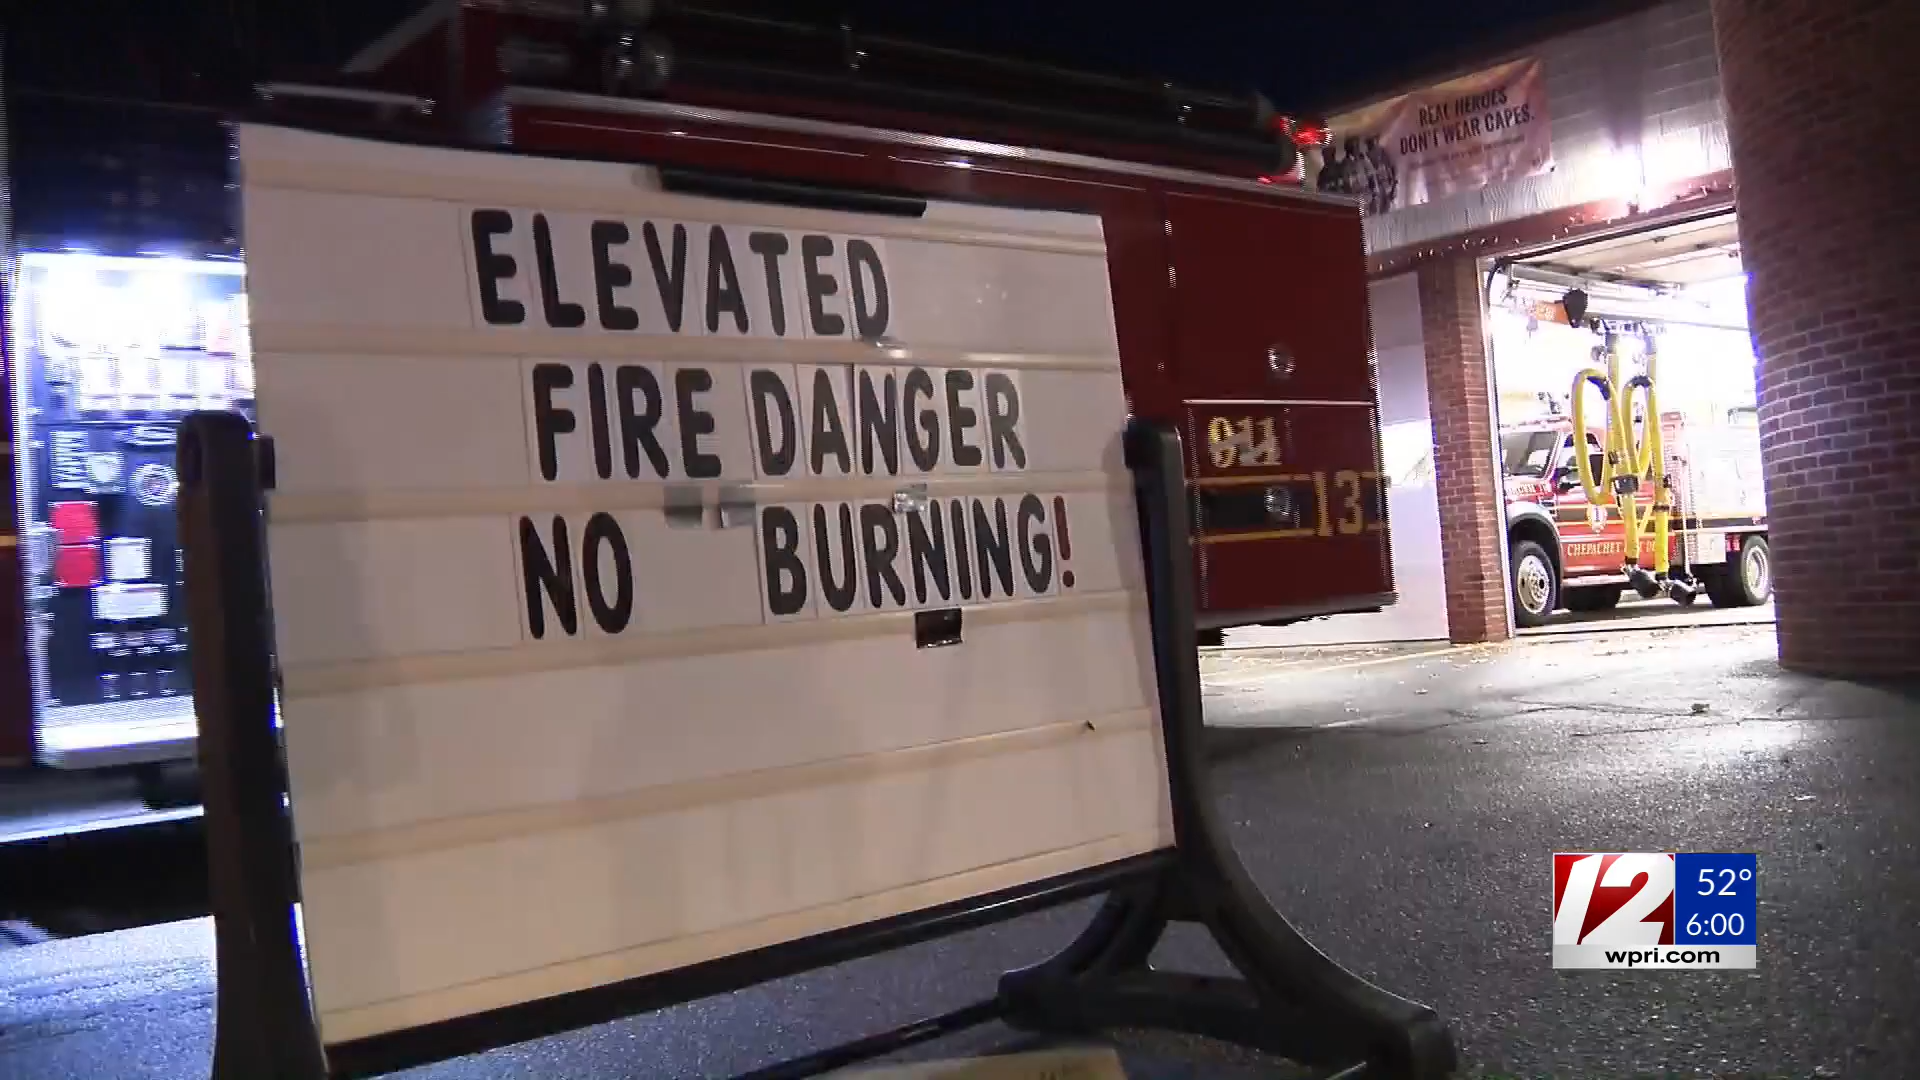 ELEVATED
FIRE DANGER
NO BURNING!
REAL HEROES
DON'T WEAR CAPES.
911
13
CHEPACHET
12
52°
6:00
wpri.com